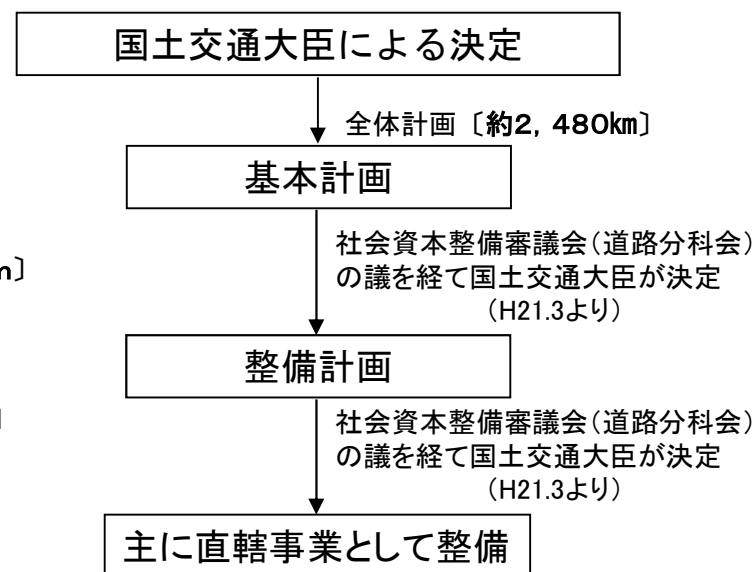 国土交通大臣による決定
全体計画〔約2，480㎞〕
基本計画
社会資本整備審議会（道路分科会）
の議を経て国土交通大臣が決定
（H21.3より）
m〕
整備計画
社会資本整備審議会（道路分科会）
の議を経て国土交通大臣が決定
（H21.3より）
主に直轄事業として整備